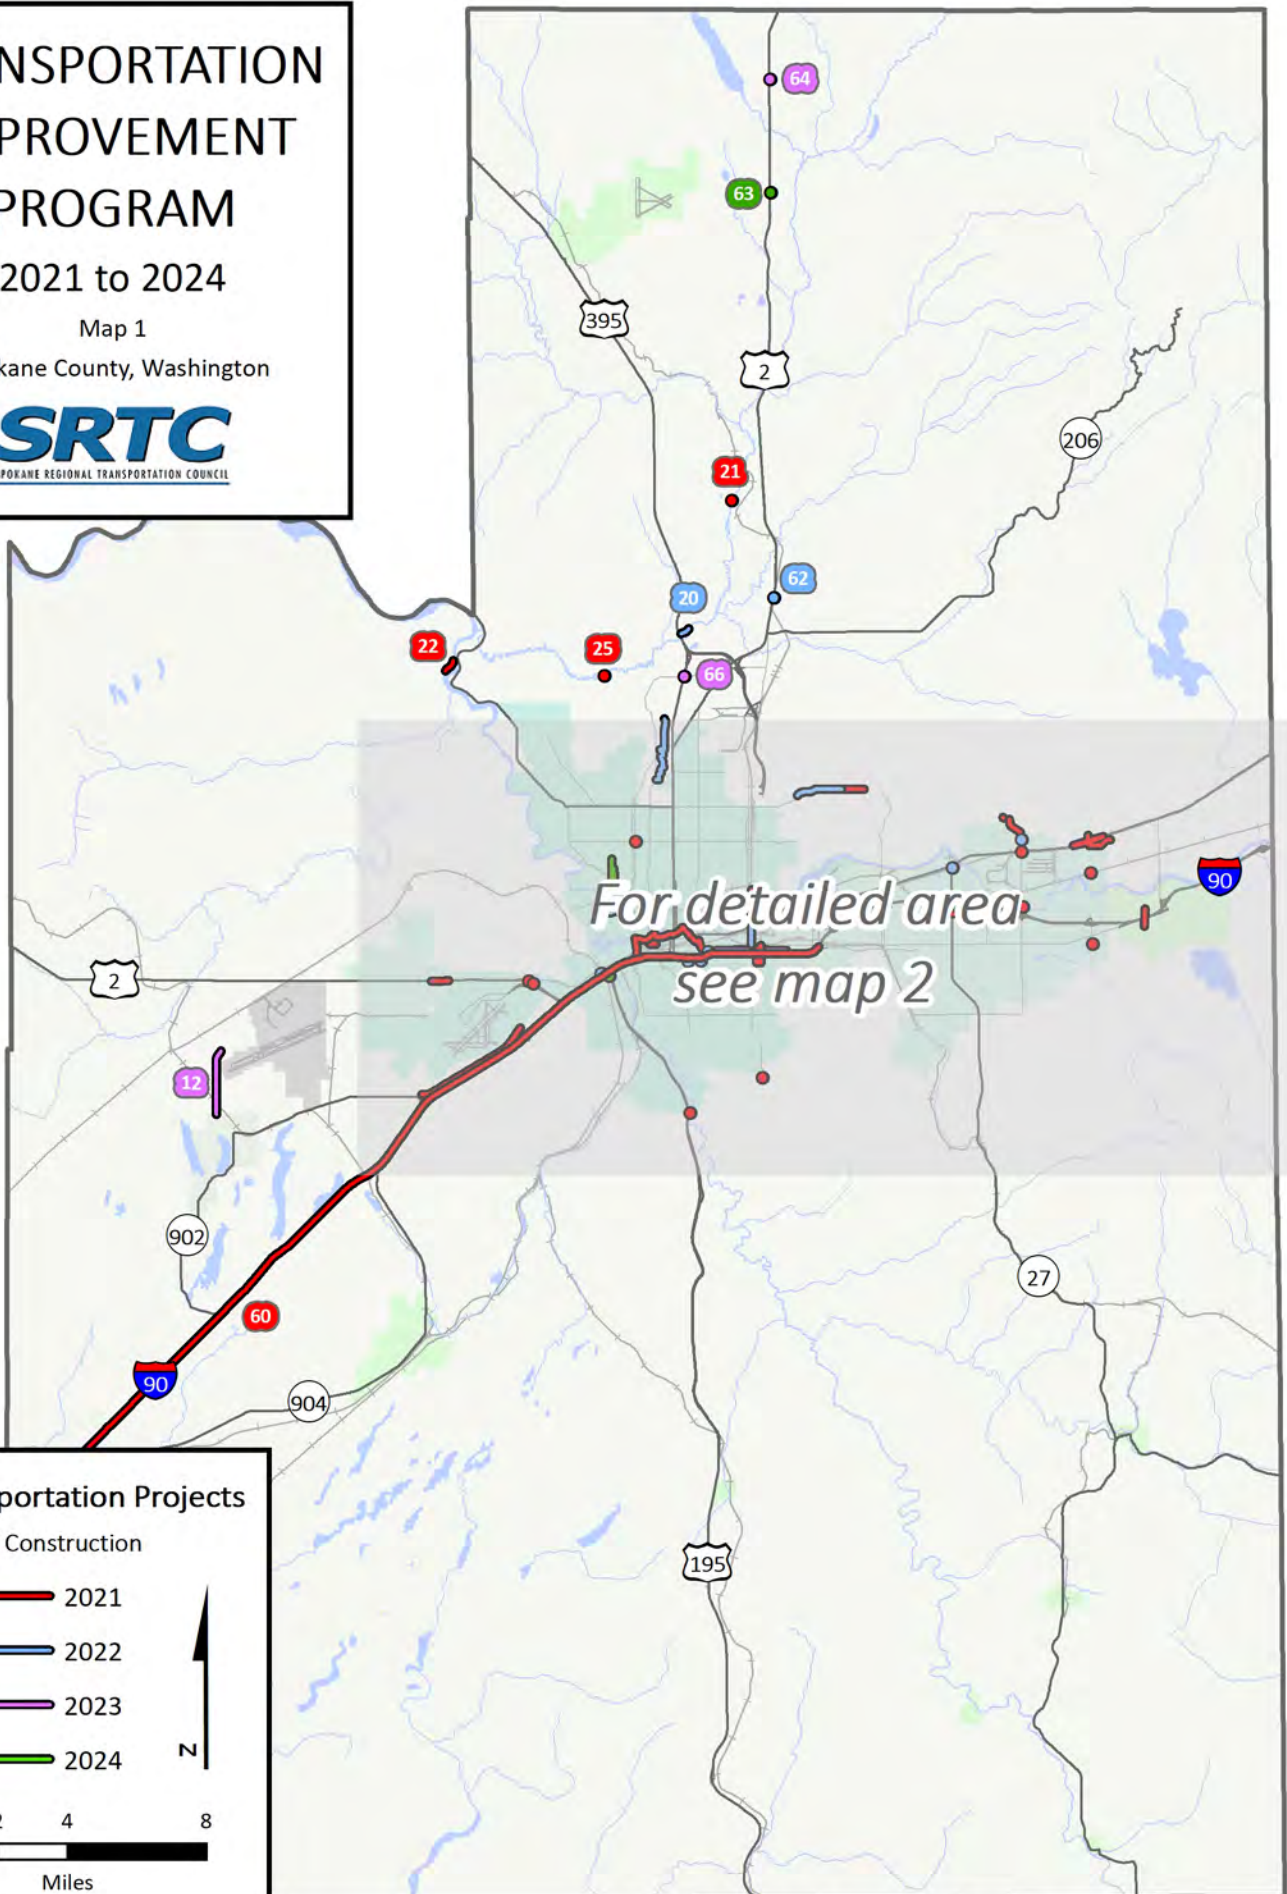 NSPORTATION
PROVEMENT
PROGRAM
2021 to 2024
Map 1
kane County, Washington
SRTC
POKANE REGIONAL TRANSPORTATION COUNCIL
64
63
395
2
206
21
62
20
22
25
66
90
For detailed area
see map 2
2
12
902
27
60
90
904
195
portation Projects
Construction
2021
2022
2023
2024
N
2 4 8
Miles